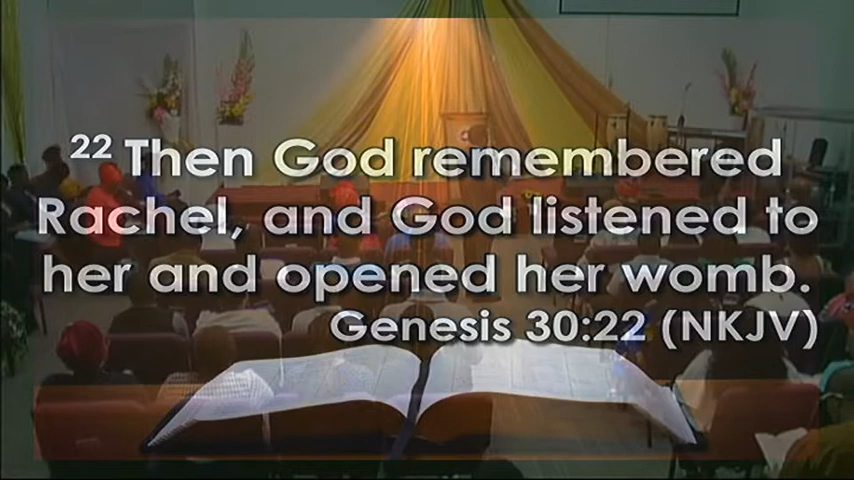 22 Then God remembered
Rachel, and God listened to
her and opened her womb.
Genesis 30:22 (NKJV)